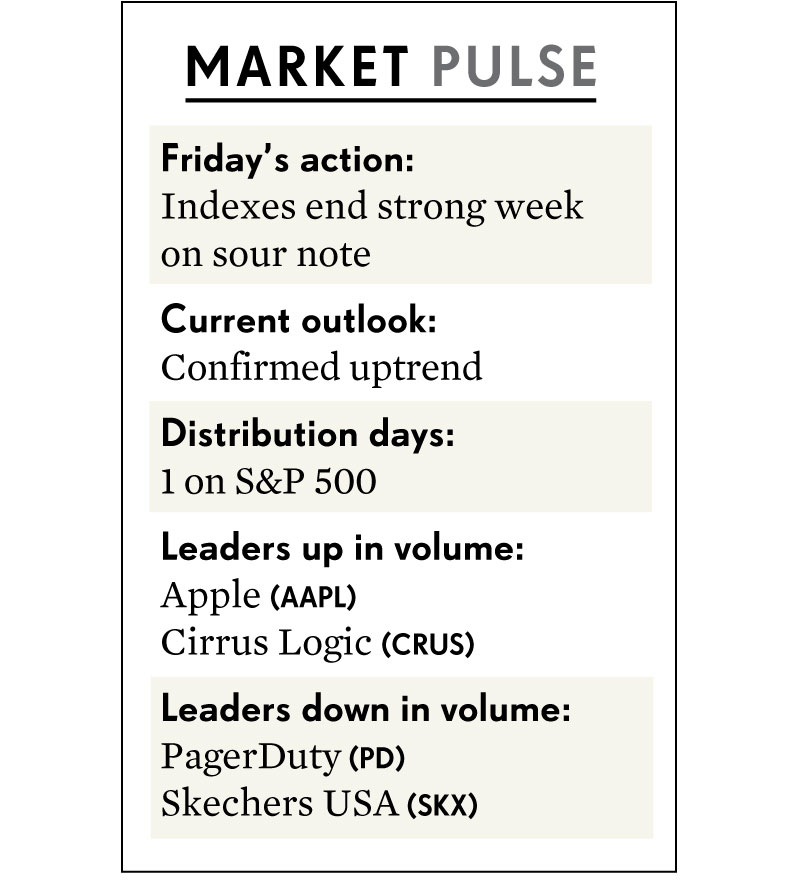 MARKET PULSE
Friday’s action:
Indexes end strong week
on sour note
Current outlook:
Confirmed uptrend
Distribution days:
1 on S&P 500
Leaders up in volume:
Apple (AAPL)
Cirrus Logic (CRUS)
Leaders down in volume:
PagerDuty (PD)
Skechers USA (SKX)